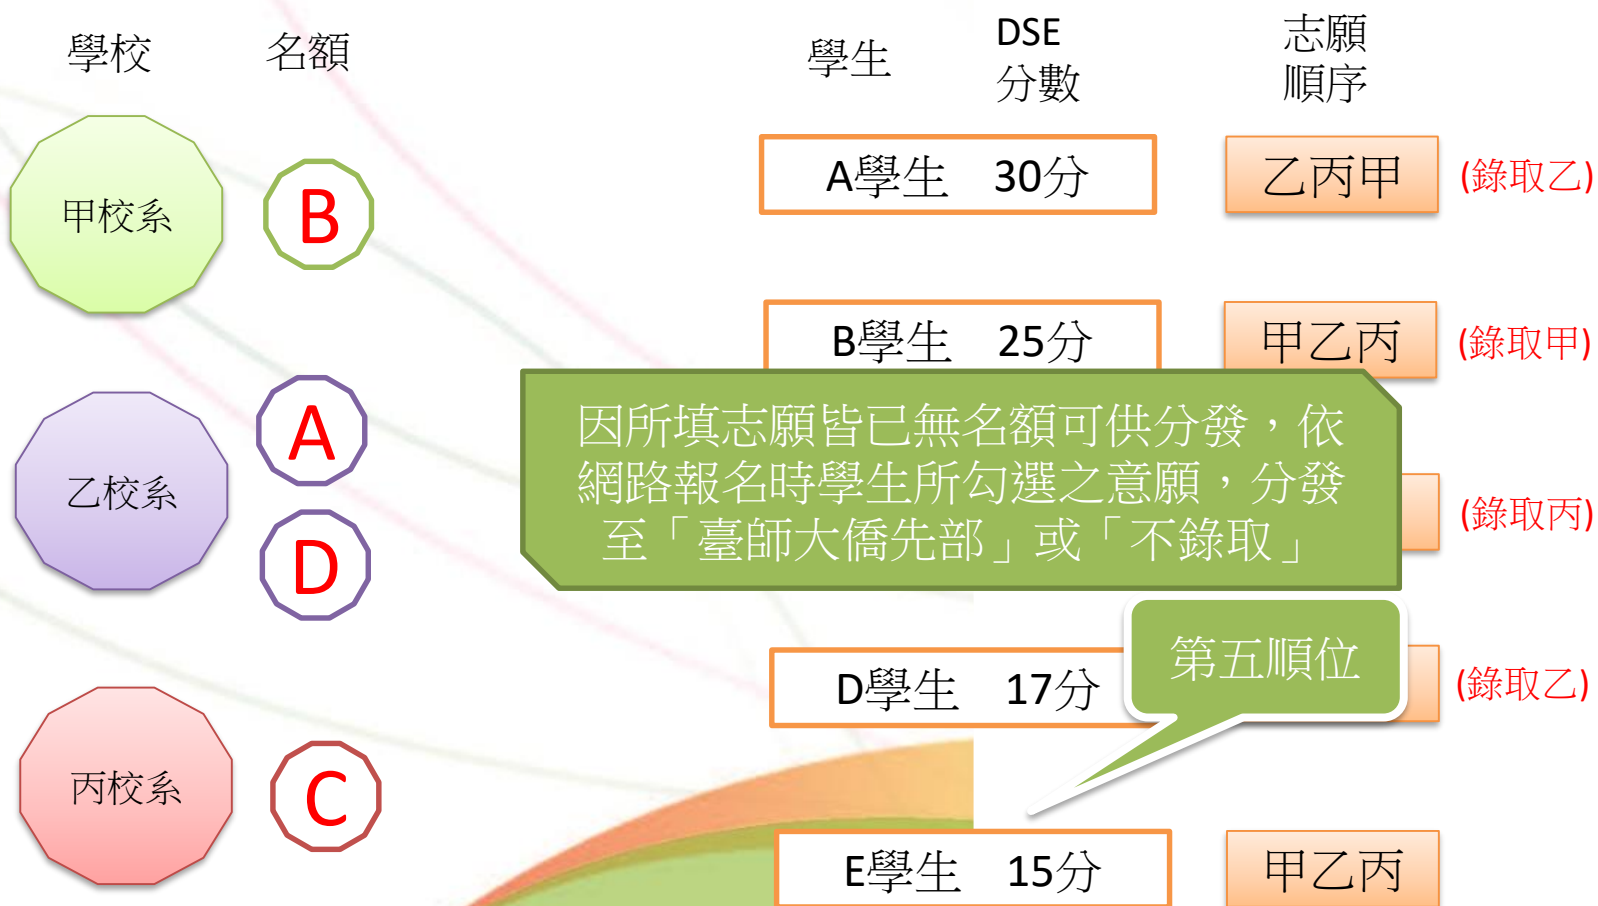 學校
名額
學生
DSE
分數
志願
順序
甲校系
B
A學生 30分
乙丙甲
(錄取乙)
B學生 25分
甲乙丙
(錄取甲)
乙校系
A
D
因所填志願皆已無名額可供分發，依
網路報名時學生所勾選之意願，分發
至「臺師大僑先部」或「不錄取」
(錄取丙)
D學生 17分
第五順位
(錄取乙)
丙校系
C
E學生 15分
甲乙丙